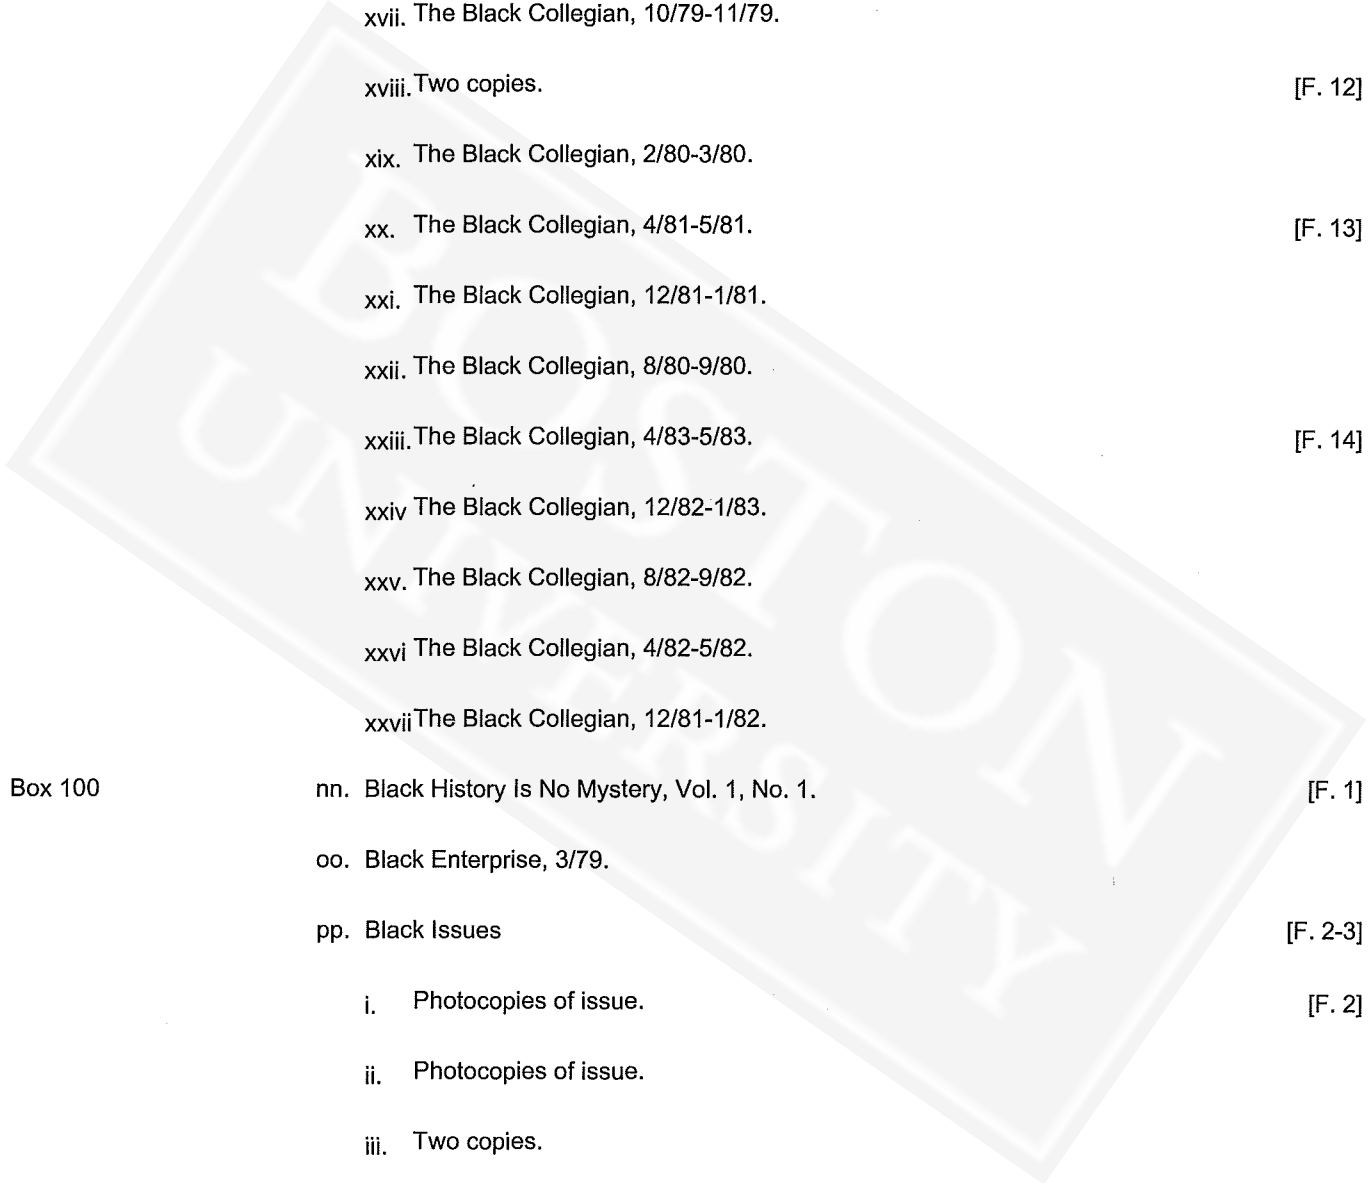 xvii. The Black Collegian, 10/79-11/79.
xviii. Two copies. [F. 12]
xix. The Black Collegian, 2/80-3/80.
xx. The Black Collegian, 4/81-5/81. [F. 13]
xxi. The Black Collegian, 12/81-1/81.
xxii. The Black Collegian, 8/80-9/80.
xxiii. The Black Collegian, 4/83-5/83. [F. 14]
xxiv The Black Collegian, 12/82-1/83.
xxv. The Black Collegian, 8/82-9/82.
xxvi The Black Collegian, 4/82-5/82.
xxvii The Black Collegian, 12/81-1/82.
Box 100 nn. Black History Is No Mystery, Vol. 1, No. 1. [F. 1]
oo. Black Enterprise, 3/79.
pp. Black Issues [F. 2-3]
i. Photocopies of issue. [F. 2]
ii. Photocopies of issue.
iii. Two copies.
BOSTON
UNIVERSITY